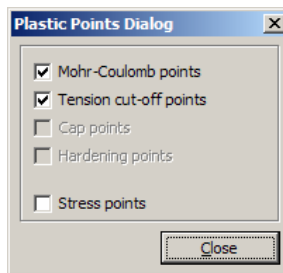 Plastic Points Dialog
Mohr-Coulomb points
Tension cut-off points
Cap points
Hardening points
Stress points
Close